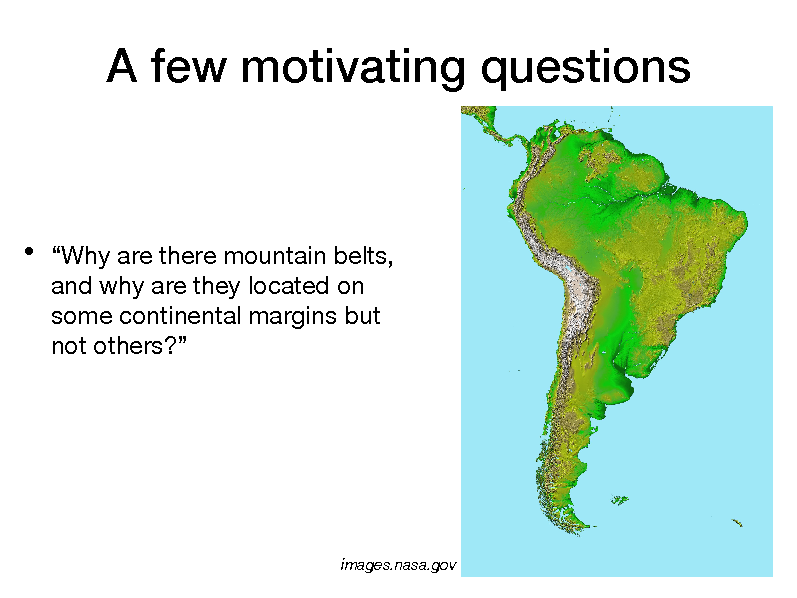 A few motivating questions
• “Why are there mountain belts,
and why are they located on
some continental margins but
not others?”
images.nasa.gov